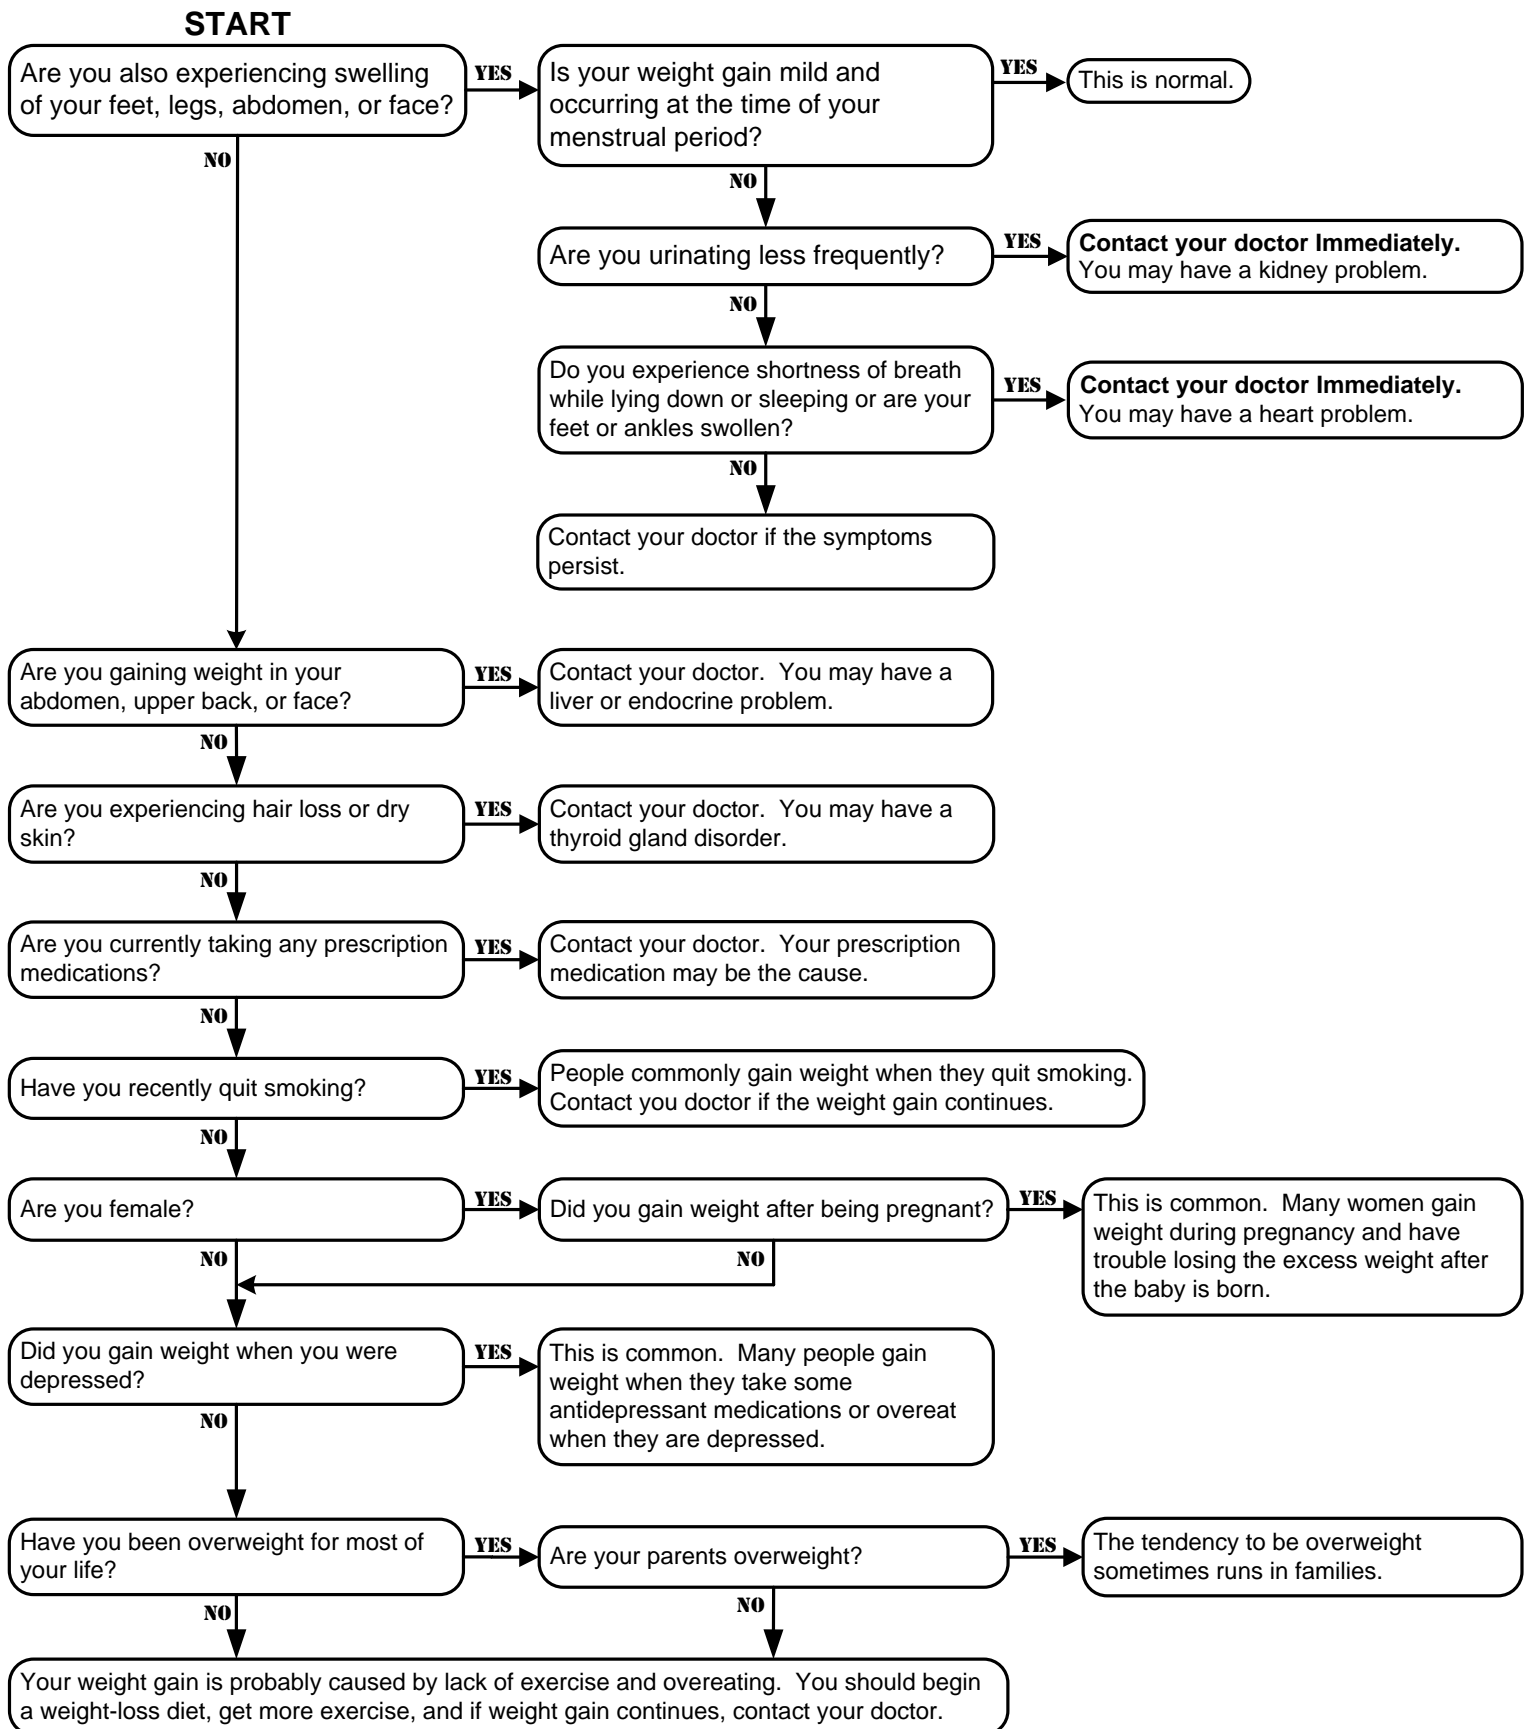 START
Are you also experiencing swelling
of your feet, legs, abdomen, or face?
YES
Is your weight gain mild and
occurring at the time of your
menstrual period?
YES
This is normal.
NO
NO
Are you urinating less frequently?
YES
Contact your doctor Immediately.
You may have a kidney problem.
NO
Do you experience shortness of breath
while lying down or sleeping or are your
feet or ankles swollen?
YES
Contact your doctor Immediately.
You may have a heart problem.
NO
Contact your doctor if the symptoms
persist.
Are you gaining weight in your
abdomen, upper back, or face?
YES
Contact your doctor.  You may have a
liver or endocrine problem.
NO
Are you experiencing hair loss or dry
skin?
YES
Contact your doctor.  You may have a
thyroid gland disorder.
NO
Are you currently taking any prescription
medications?
YES
Contact your doctor.  Your prescription
medication may be the cause.
NO
Have you recently quit smoking?
YES
People commonly gain weight when they quit smoking.
Contact you doctor if the weight gain continues.
NO
Are you female?
YES
Did you gain weight after being pregnant?
YES
This is common.  Many women gain
weight during pregnancy and have
trouble losing the excess weight after
the baby is born.
NO
NO
Did you gain weight when you were
depressed?
YES
This is common.  Many people gain
weight when they take some
antidepressant medications or overeat
when they are depressed.
NO
Have you been overweight for most of
your life?
YES
Are your parents overweight?
YES
The tendency to be overweight
sometimes runs in families.
NO
NO
Your weight gain is probably caused by lack of exercise and overeating.  You should begin
a weight-loss diet, get more exercise, and if weight gain continues, contact your doctor.